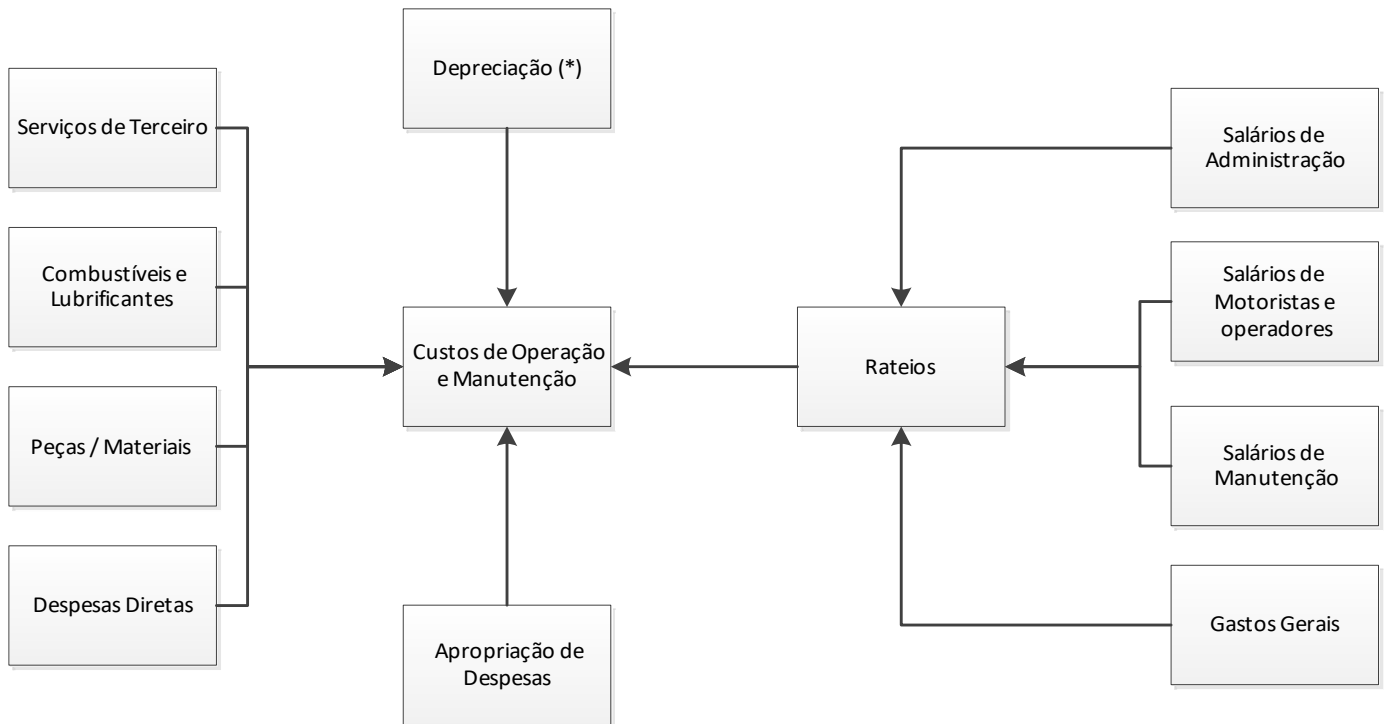 Depreciação (*)
Serviços de Terceiro
Combustíveis e
Lubrificantes
Peças / Materiais
Despesas Diretas
Custos de Operação
e Manutenção
Apropriação de
Despesas
Rateios
Salários de
Administração
Salários de
Motoristas e
operadores
Salários de
Manutenção
Gastos Gerais